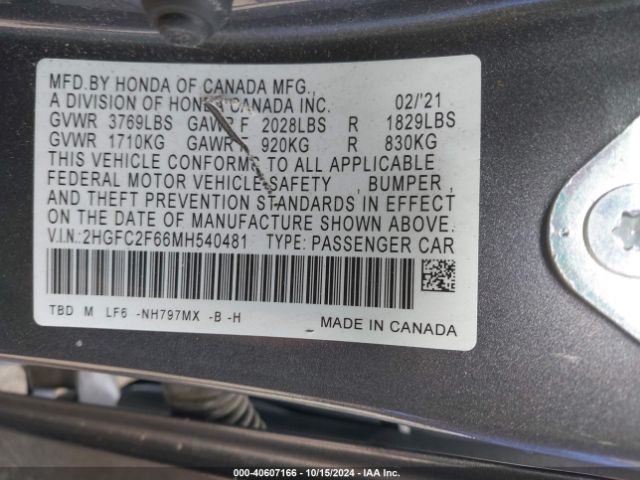 MFD.BY HONDA OF CANADA MFG.,
A DIVISION OF HONDA CANADA INC. 02/'21
GVWR 3769LBS GAWR F 2028LBS R 1829LBS
GVWR 1710KG GAWR F 920KG R 830KG
THIS VEHICLE CONFORMS TO ALL APPLICABLE
FEDERAL MOTOR VEHICLE SAFETY , BUMPER ,
AND THEFT PREVENTION STANDARDS IN EFFECT
ON THE DATE OF MANUFACTURE SHOWN ABOVE.
V.I.N.:2HGFC2F66MH540481 TYPE: PASSENGER CAR
TBD M LF6 -NH797MX -B -H
MADE IN CANADA
000-40607166 - 10/15/2024 - IAA Inc.